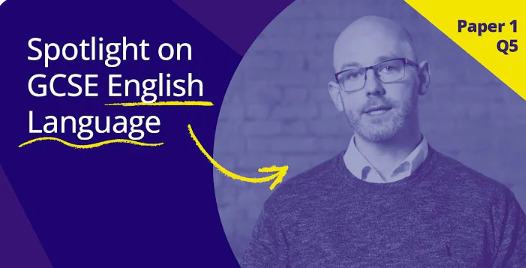 Spotlight on
GCSE English
Language
Paper 1
Q5